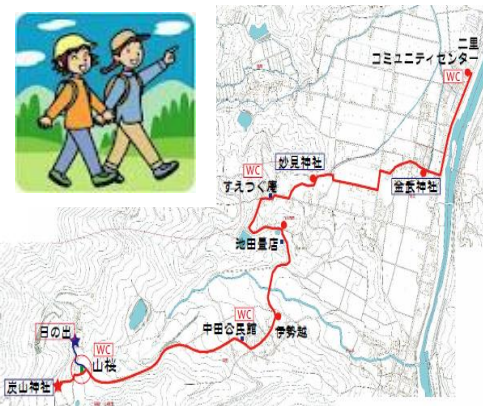 二里
コミュニティセンター
WC
妙見神社
WC
すえつぐ庵
金武神社
池田畳店
WC
中田公民館
伊勢越
日の出
WC
山桜
炭山神社